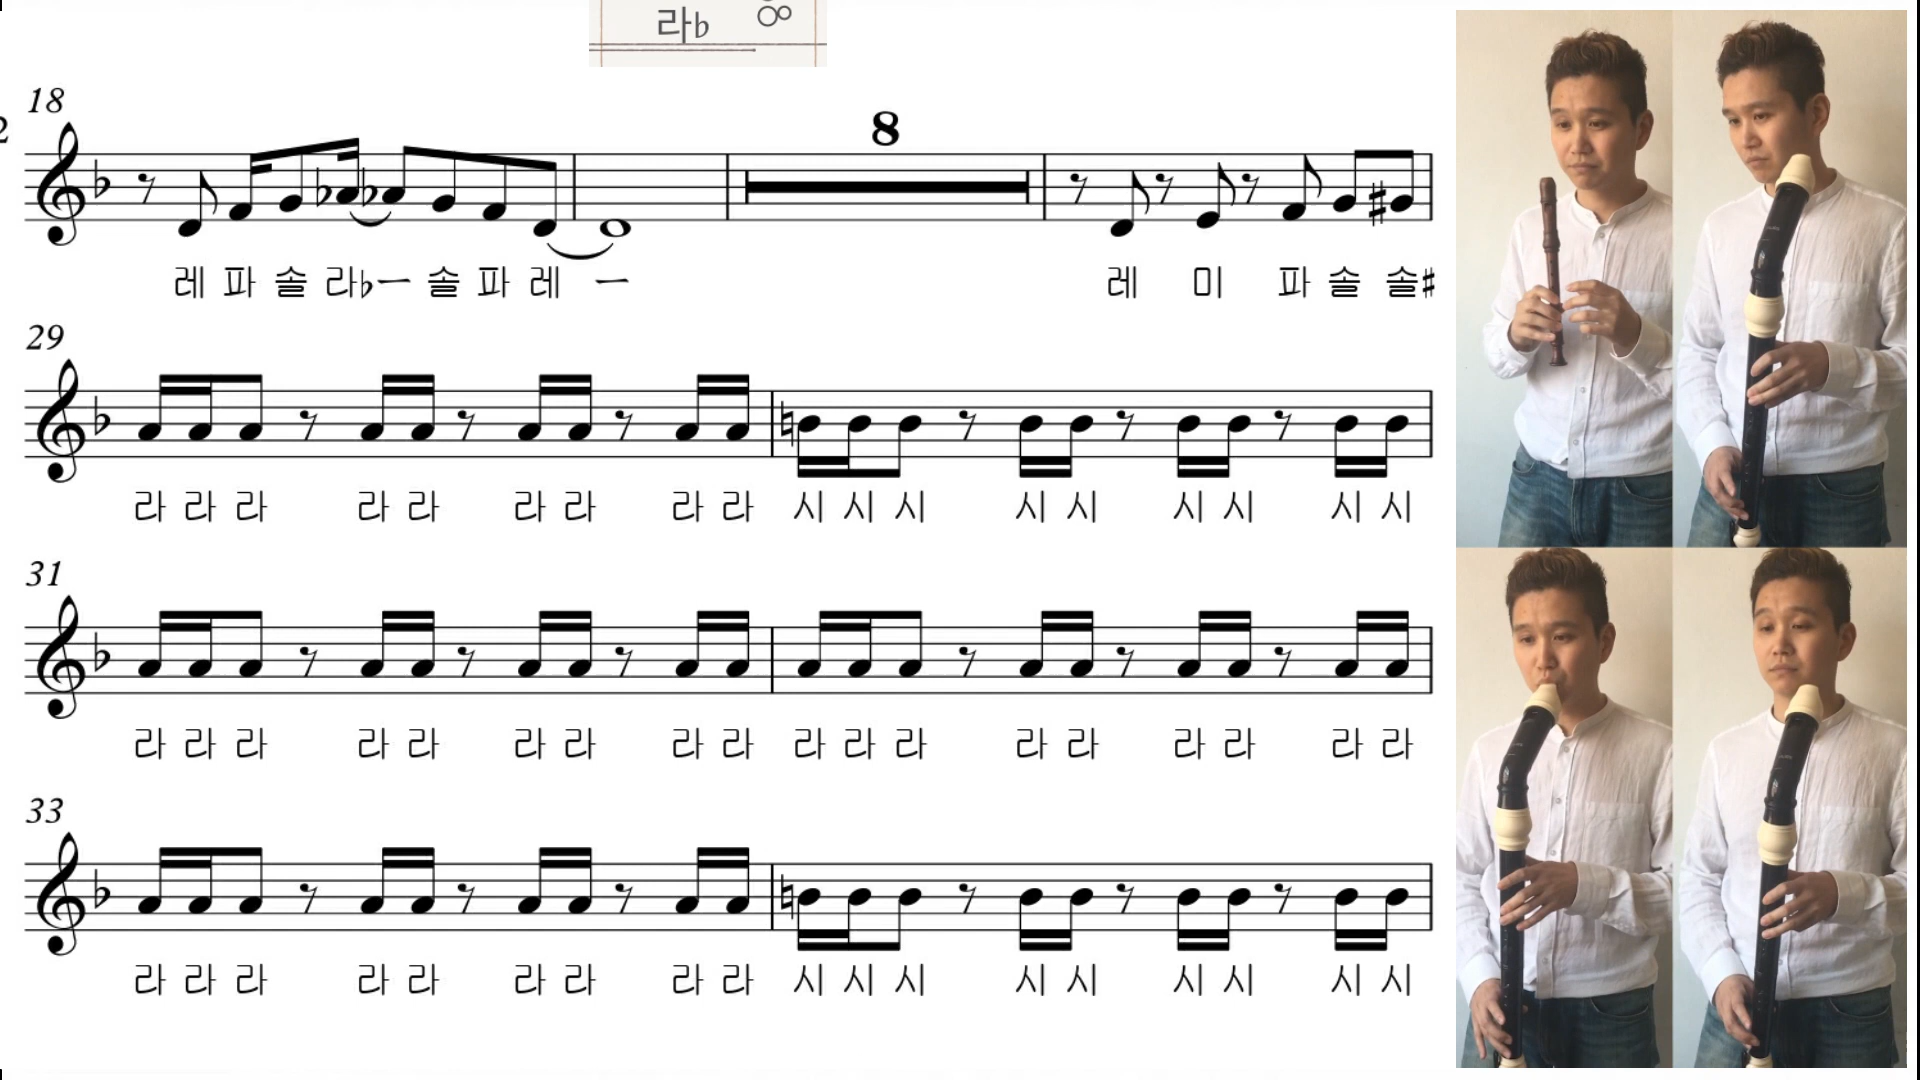 라♭
2
18
8
레 파 솔 라♭ー 솔 파 레 ー 레 미 파 솔 솔#
29
라 라 라 라 라 라 라 라 라 시 시 시 시 시 시 시 시 시
31
라 라 라 라 라 라 라 라 라 라 라 라 라 라 라 라 라 라
33
라 라 라 라 라 라 라 라 라 시 시 시 시 시 시 시 시 시